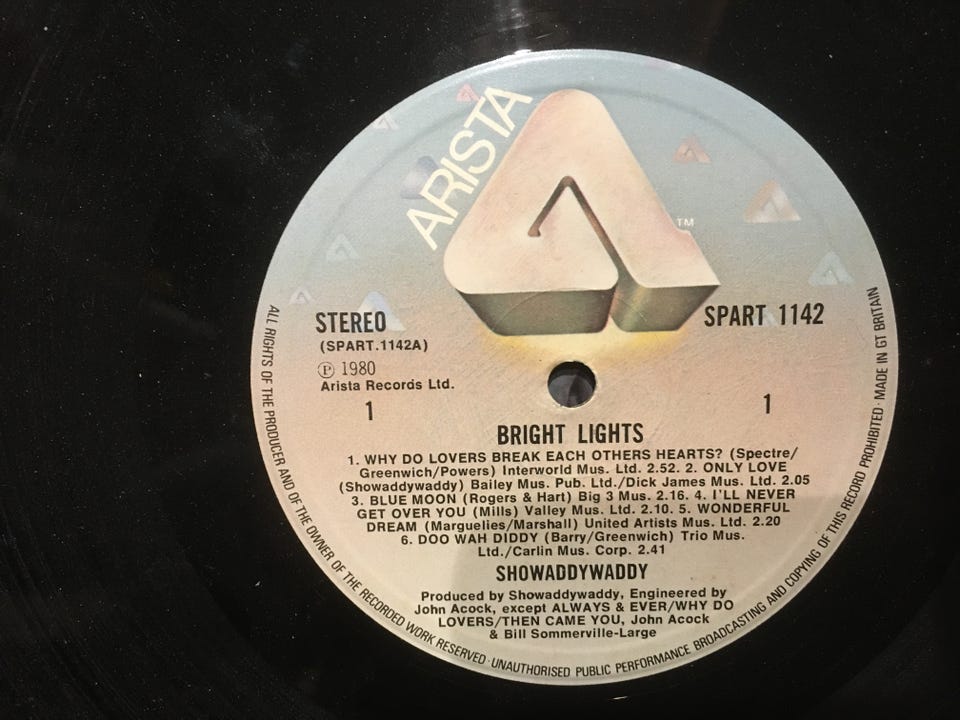 ARISTA
TM
STEREO
SPART 1142
(SPART.1142A)
Ⓟ 1980
Arista Records Ltd.
1
1
BRIGHT LIGHTS
1. WHY DO LOVERS BREAK EACH OTHERS HEARTS? (Spectre/
Greenwich/Powers) Interworld Mus. Ltd. 2.52. 2. ONLY LOVE
(Showaddywaddy) Bailey Mus. Pub. Ltd./Dick James Mus. Ltd. 2.05
3. BLUE MOON (Rogers & Hart) Big 3 Mus. 2.16. 4. I'LL NEVER
GET OVER YOU (Mills) Valley Mus. Ltd. 2.10. 5. WONDERFUL
DREAM (Marguelies/Marshall) United Artists Mus. Ltd. 2.20
6. DOO WAH DIDDY (Barry/Greenwich) Trio Mus.
Ltd./Carlin Mus. Corp. 2.41
SHOWADDYWADDY
Produced by Showaddywaddy, Engineered by
John Acock, except ALWAYS & EVER/WHY DO
LOVERS/THEN CAME YOU, John Acock
& Bill Sommerville-Large
ALL RIGHTS OF THE PRODUCER AND OF THE OWNER OF THE RECORDED WORK RESERVED · UNAUTHORISED PUBLIC PERFORMANCE BROADCASTING AND COPYING OF THIS RECORD PROHIBITED · MADE IN GT BRITAIN